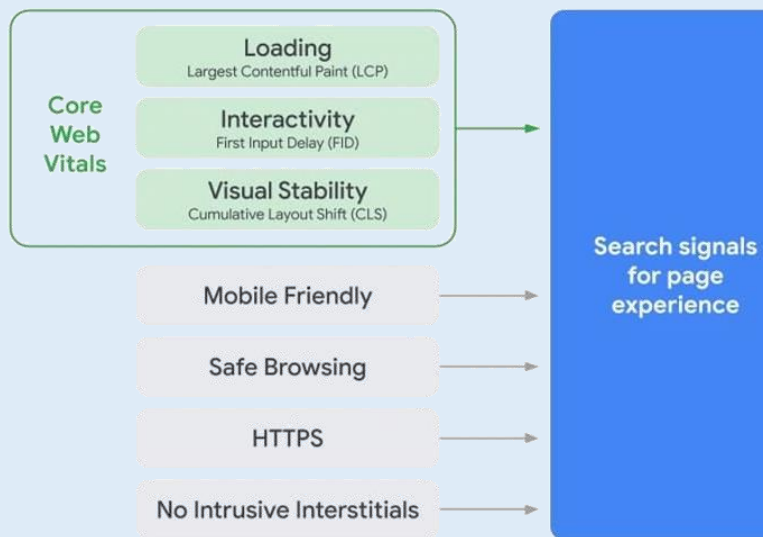 Core
Web
Vitals
Loading
Largest Contentful Paint (LCP)
Interactivity
First Input Delay (FID)
Visual Stability
Cumulative Layout Shift (CLS)
Mobile Friendly
Safe Browsing
HTTPS
No Intrusive Interstitials
Search signals
for page
experience